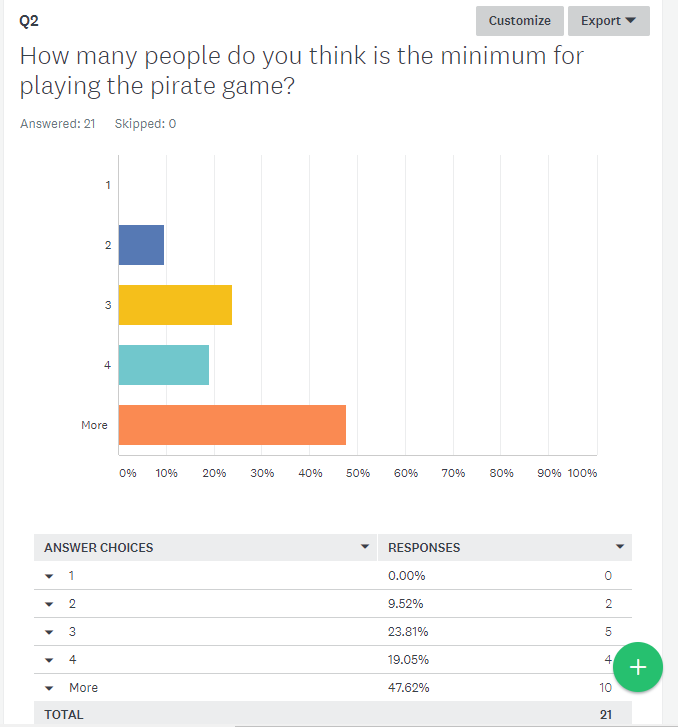 Q2
Customize
Export
How many people do you think is the minimum for
playing the pirate game?
Answered: 21 Skipped: 0
1
2
3
4
More
0% 10% 20% 30% 40% 50% 60% 70% 80% 90% 100%
ANSWER CHOICES RESPONSES
1 0.00% 0
2 9.52% 2
3 23.81% 5
4 19.05% 4
More 47.62% 10
TOTAL 21